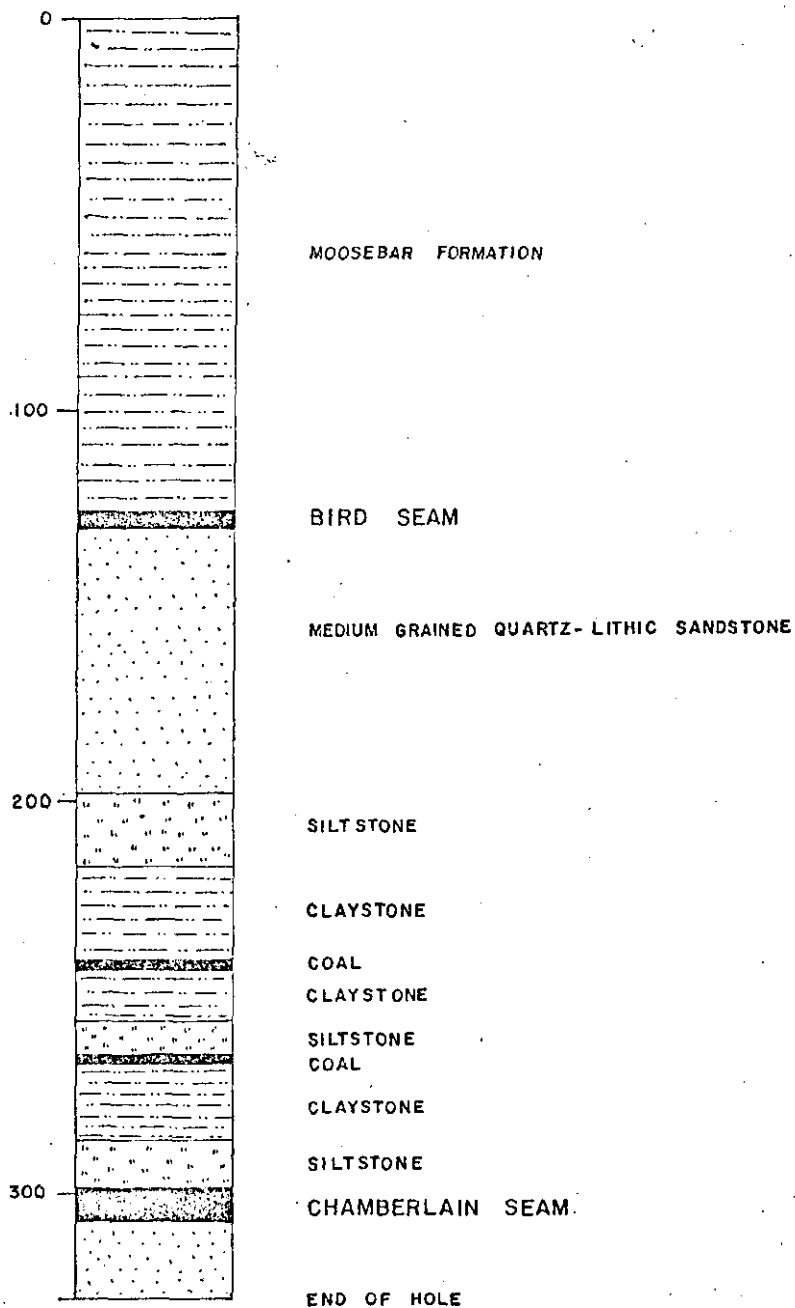 0
MOOSEBAR FORMATION
100
BIRD SEAM
MEDIUM GRAINED QUARTZ-LITHIC SANDSTONE
200
SILTSTONE
CLAYSTONE
COAL
CLAYSTONE
SILTSTONE
COAL
CLAYSTONE
SILTSTONE
300
CHAMBERLAIN SEAM
END OF HOLE